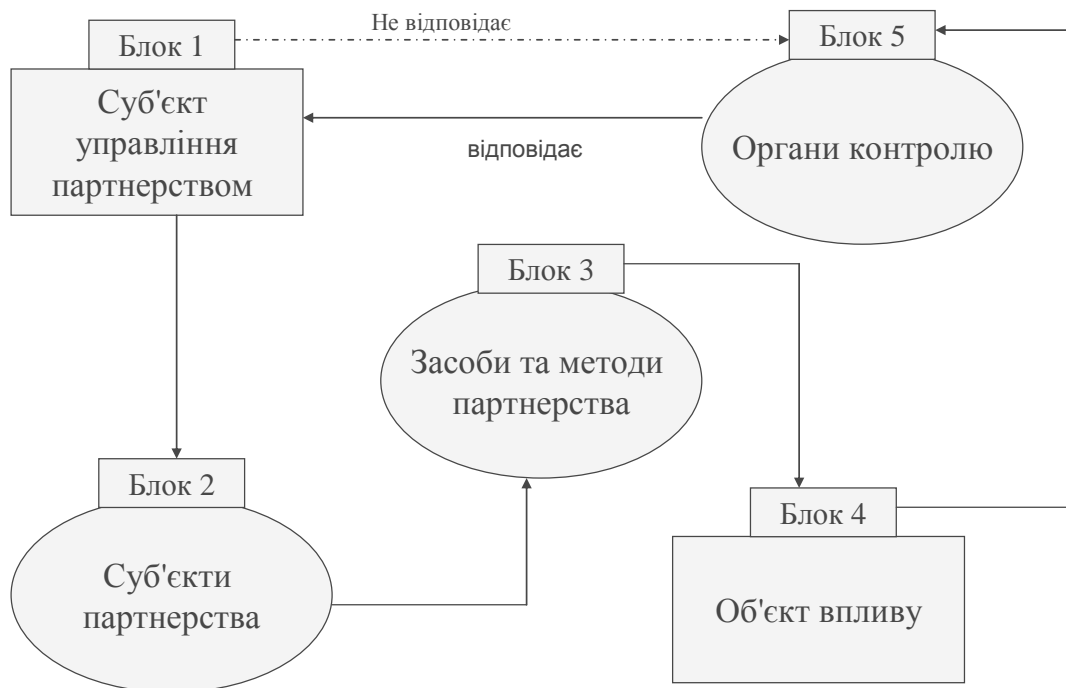 Не відповідає
Блок 1
Блок 5
Суб'єкт
управління
партнерством
відповідає
Органи контролю
Блок 3
Засоби та методи
партнерства
Блок 2
Блок 4
Суб'єкти
партнерства
Об'єкт впливу